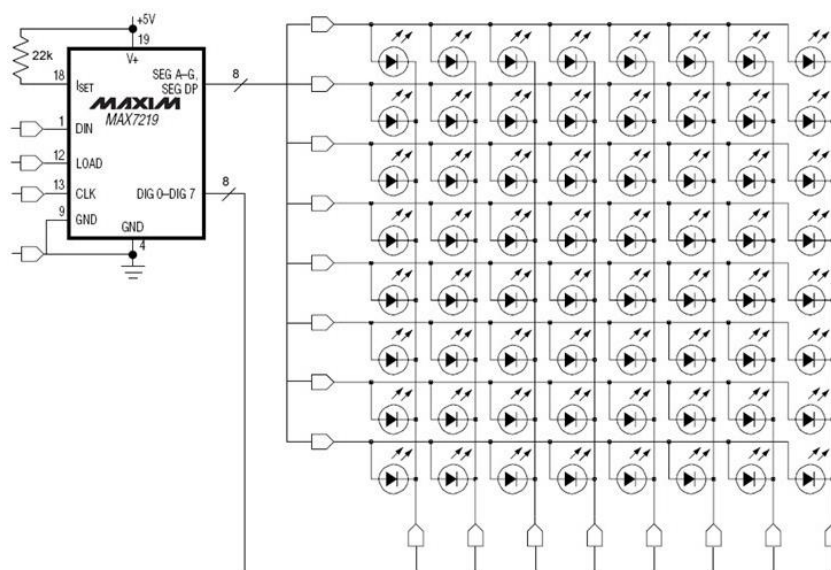 +5V
19
22k
V+
18
ISET
SEG A–G,
SEG DP
8
MAXIM
MAX7219
1
DIN
12
LOAD
13
CLK
DIG 0–DIG 7
8
9
GND
GND
4